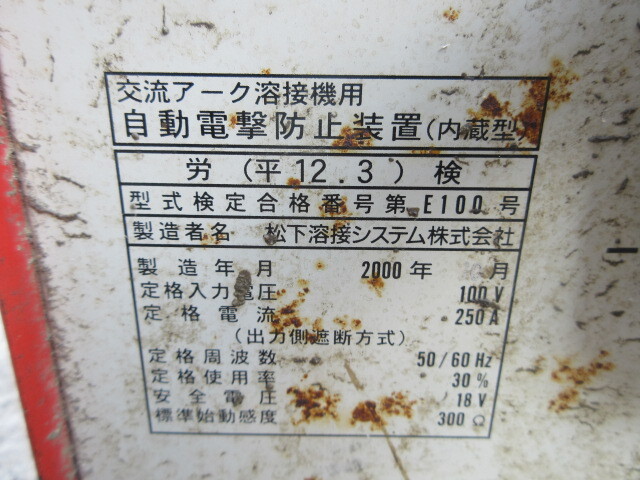 交流アーク溶接機用
自動電撃防止装置(内蔵型)
労 (平 12.3) 検
型式検定合格番号第 E100 号
製造者名 松下溶接システム株式会社
製造年月 2000年 月
定格入力電圧 100 V
定格電流 250 A
(出力側遮断方式)
定格周波数 50/60 Hz
定格使用率 30 %
安全電圧 18 V
標準始動感度 300 Ω